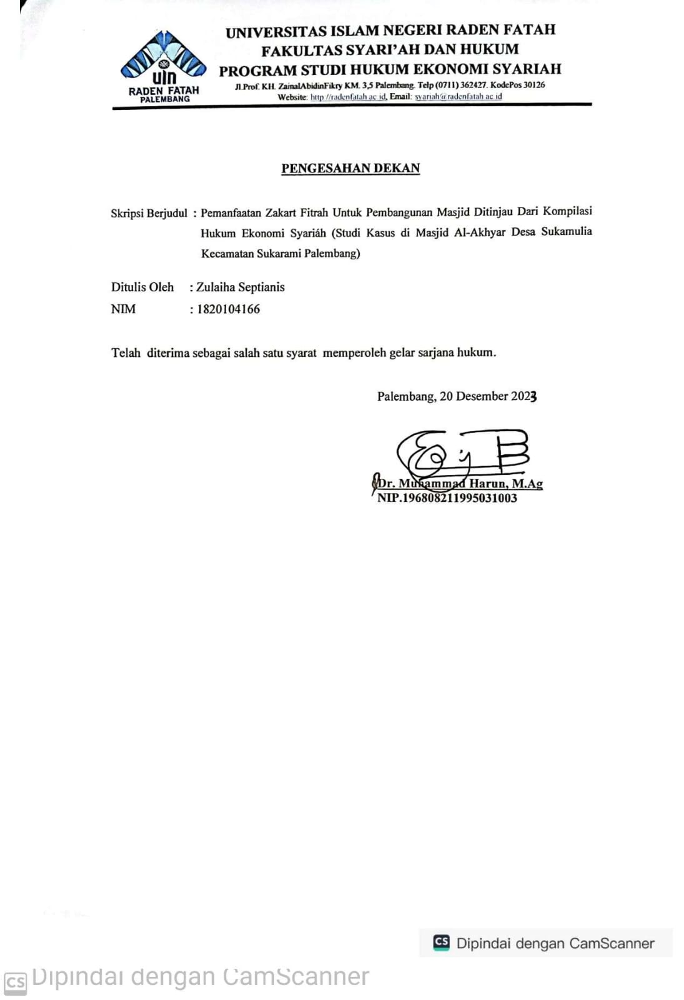 uin
RADEN FATAH
PALEMBANG
UNIVERSITAS ISLAM NEGERI RADEN FATAH
FAKULTAS SYARI'AH DAN HUKUM
PROGRAM STUDI HUKUM EKONOMI SYARIAH
Jl.Prof. KH. ZainalAbidinFikry KM. 3,5 Palembang. Telp (0711) 362427. KodePos 30126
Website: http //radenfatah ac id, Email: syariah@radenfatah ac id
PENGESAHAN DEKAN
Skripsi Berjudul : Pemanfaatan Zakart Fitrah Untuk Pembangunan Masjid Ditinjau Dari Kompilasi
Hukum Ekonomi Syariáh (Studi Kasus di Masjid Al-Akhyar Desa Sukamulia
Kecamatan Sukarami Palembang)
Ditulis Oleh : Zulaiha Septianis
NIM : 1820104166
Telah diterima sebagai salah satu syarat memperoleh gelar sarjana hukum.
Palembang, 20 Desember 2023
Dr. Muhammad Harun, M.Ag
NIP.196808211995031003
CS Dipindai dengan CamScanner
CS Dipindai dengan CamScanner